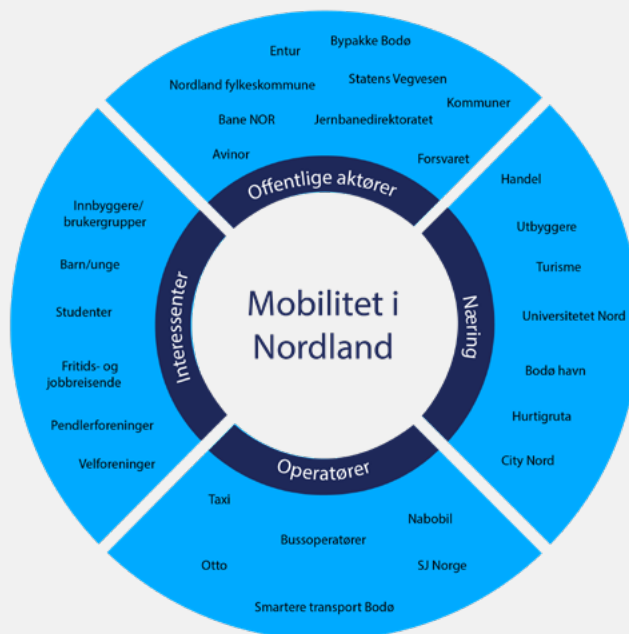 Bypakke Bodø
Entur
Statens Vegvesen
Nordland fylkeskommune
Kommuner
Bane NOR
Jernbanedirektoratet
Avinor
Forsvaret
Offentlige aktører
Handel
Utbyggere
Turisme
Universitetet Nord
Bodø havn
Hurtigruta
City Nord
Næring
Mobilitet i
Nordland
Interessenter
Innbyggere/
brukergrupper
Barn/unge
Studenter
Fritids- og
jobbreisende
Pendlerforeninger
Velforeninger
Operatører
Taxi
Nabobil
Bussoperatører
Otto
SJ Norge
Smartere transport Bodø